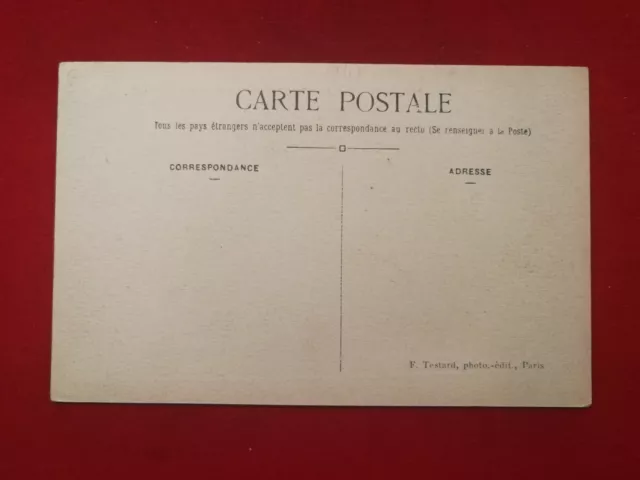 CARTE POSTALE
Tous les pays étrangers n'acceptent pas la correspondance au recto (Se renseigner à la Poste)
CORRESPONDANCE
ADRESSE
F. Testard, photo.-édit., Paris